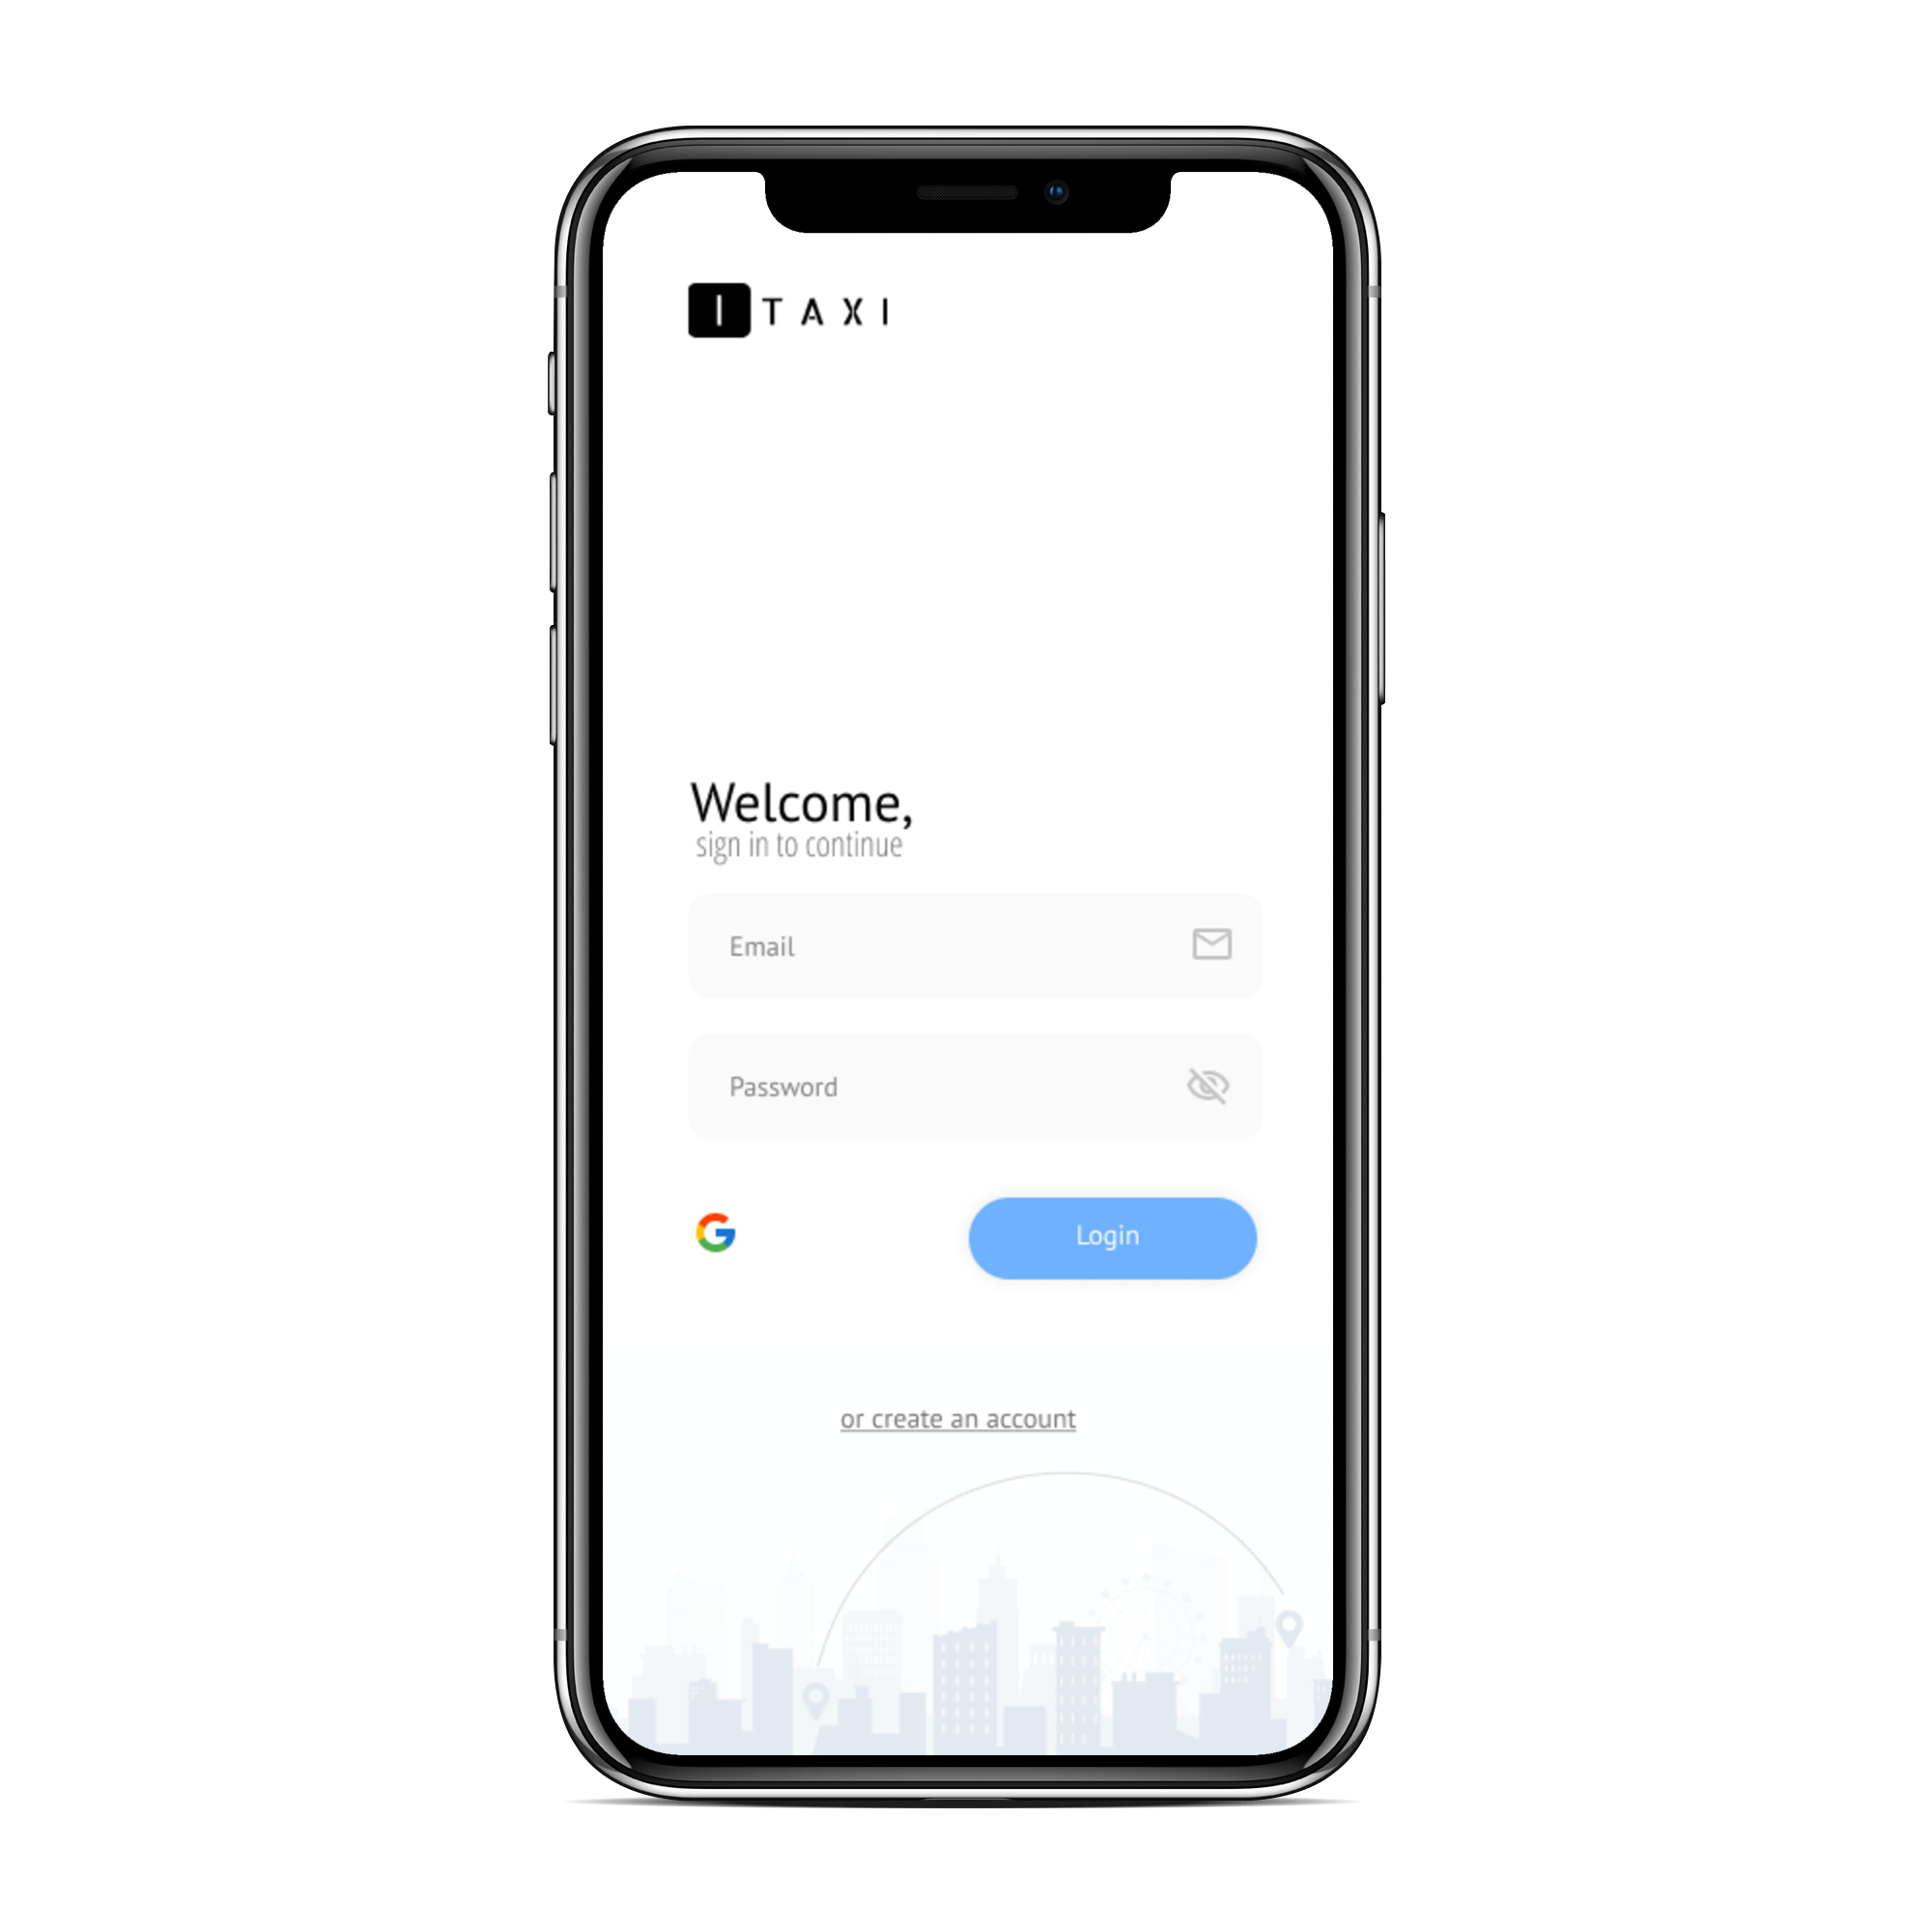 I TAXI
Welcome,
sign in to continue
Email
Password
G
Login
or create an account